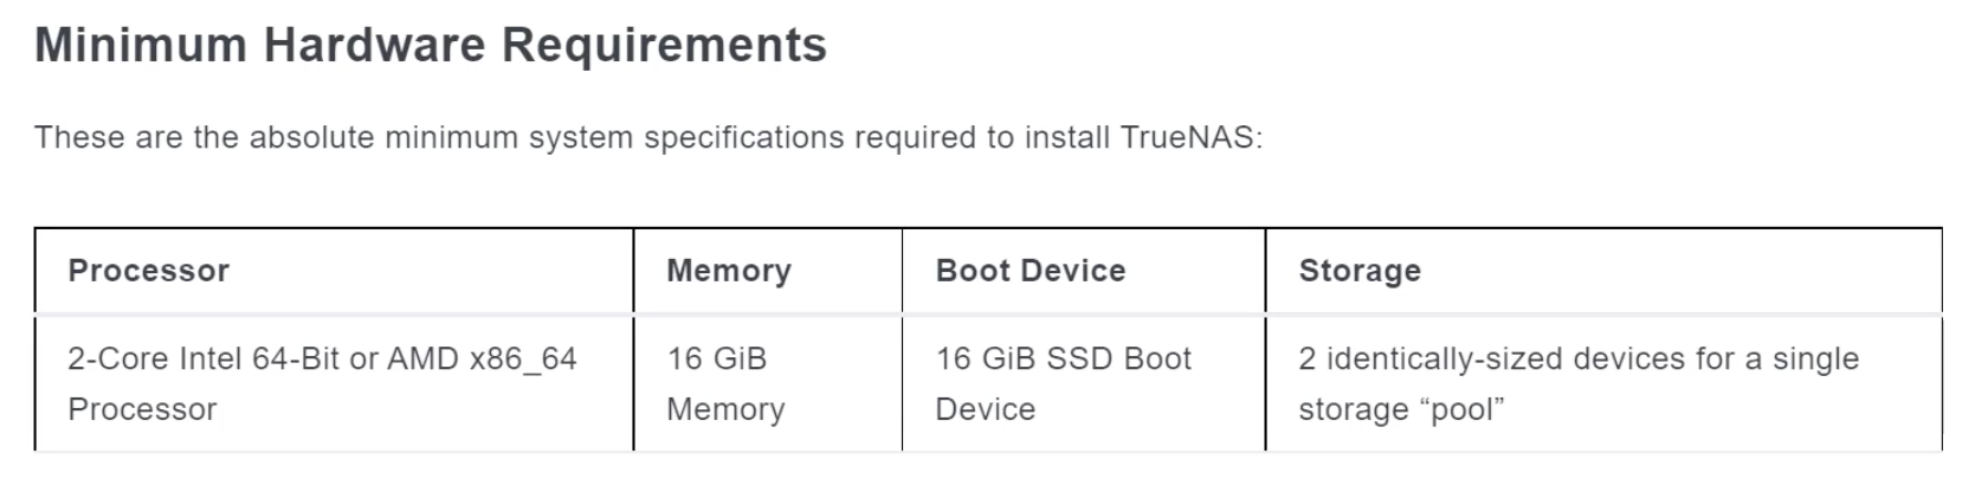 Minimum Hardware Requirements
These are the absolute minimum system specifications required to install TrueNAS:
Processor
Memory
Boot Device
Storage
2-Core Intel 64-Bit or AMD x86_64
Processor
16 GiB
Memory
16 GiB SSD Boot
Device
2 identically-sized devices for a single
storage “pool”